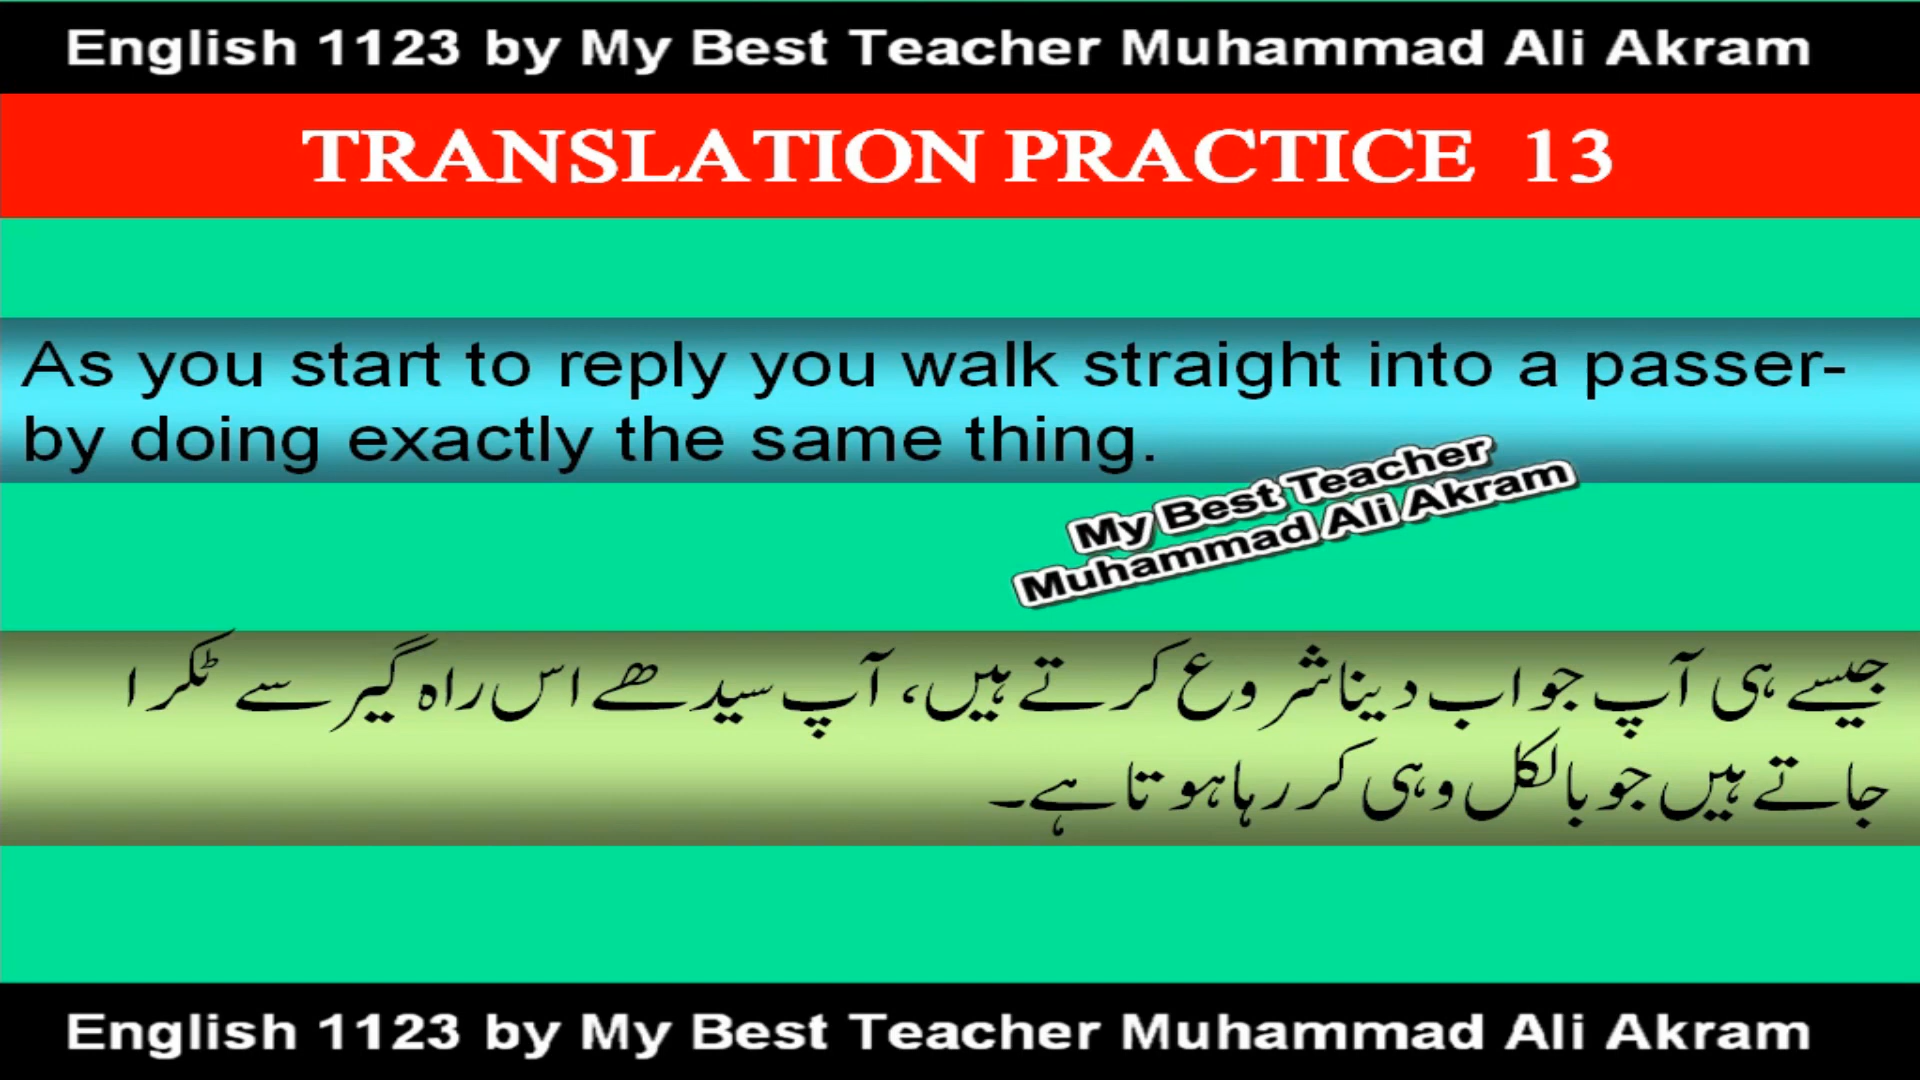 English 1123 by My Best Teacher Muhammad Ali Akram
TRANSLATION PRACTICE 13
As you start to reply you walk straight into a passer-
by doing exactly the same thing.
My Best Teacher
Muhammad Ali Akram
جیسے ہی آپ جواب دینا شروع کرتے ہیں، آپ سیدھے اس راہ گیر سے ٹکرا
جاتے ہیں جو بالکل وہی کر رہا ہوتا ہے۔
English 1123 by My Best Teacher Muhammad Ali Akram